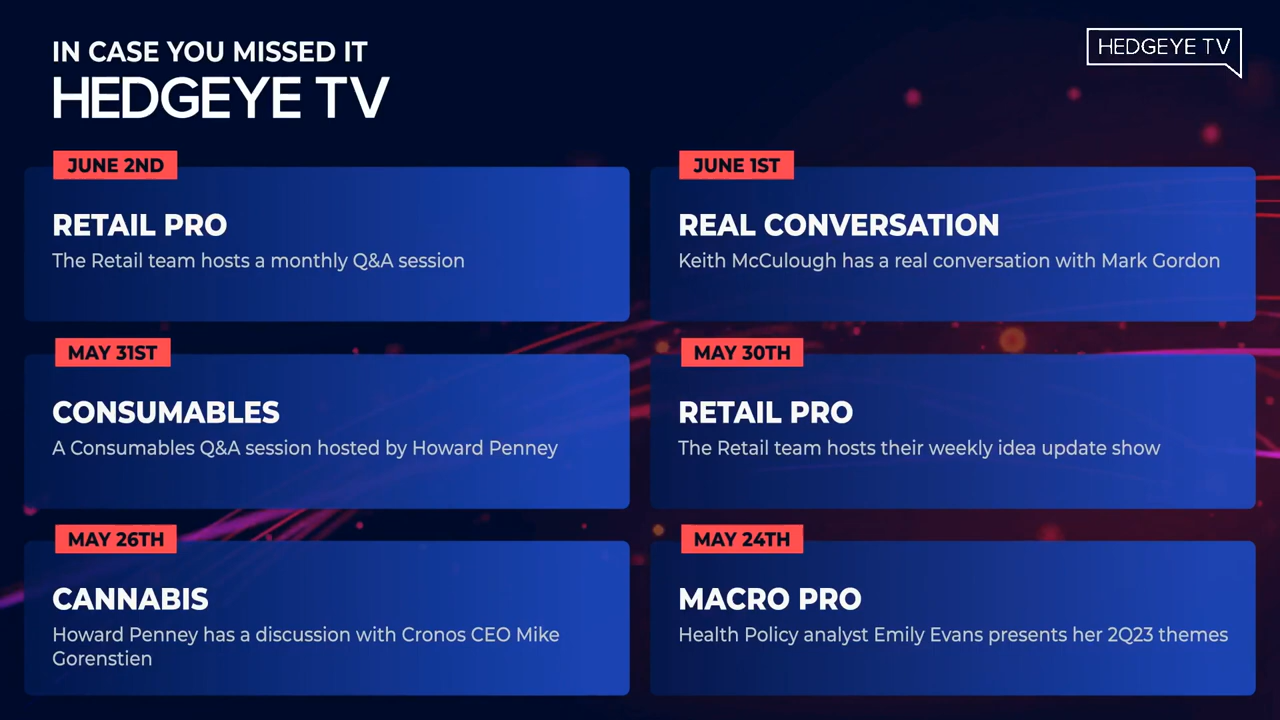 IN CASE YOU MISSED IT
HEDGEYE TV
HEDGEYE TV
JUNE 2ND
RETAIL PRO
The Retail team hosts a monthly Q&A session
JUNE 1ST
REAL CONVERSATION
Keith McCulough has a real conversation with Mark Gordon
MAY 31ST
CONSUMABLES
A Consumables Q&A session hosted by Howard Penney
MAY 30TH
RETAIL PRO
The Retail team hosts their weekly idea update show
MAY 26TH
CANNABIS
Howard Penney has a discussion with Cronos CEO Mike
Gorenstien
MAY 24TH
MACRO PRO
Health Policy analyst Emily Evans presents her 2Q23 themes